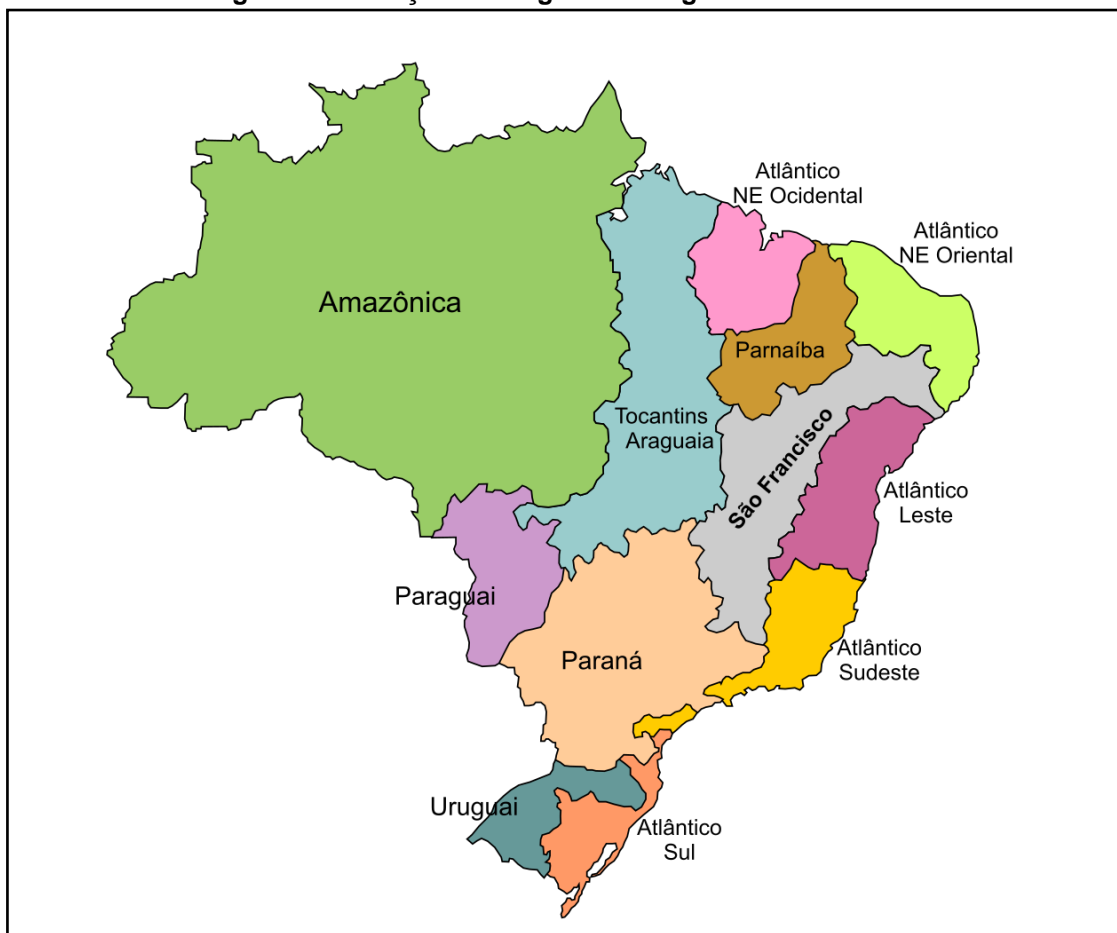 Atlântico
NE Ocidental
Atlântico
NE Oriental
Amazônica
Parnaíba
Tocantins
Araguaia
São Francisco
Atlântico
Leste
Paraguai
Atlântico
Sudeste
Paraná
Uruguai
Atlântico
Sul